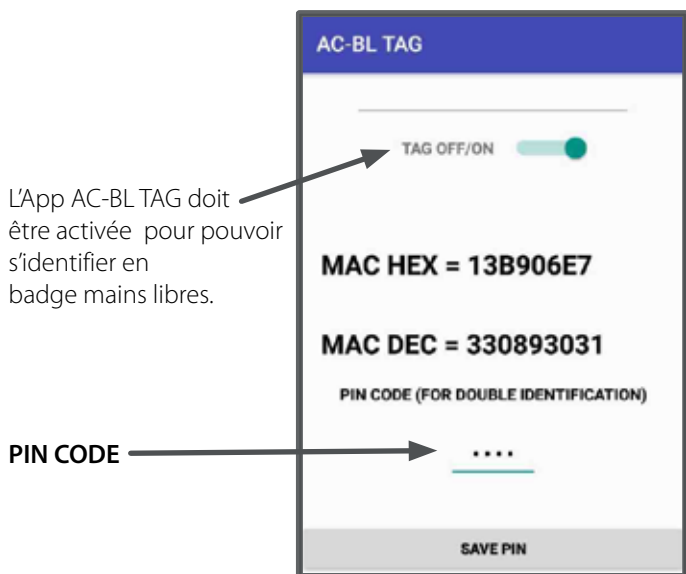 AC-BL TAG
TAG OFF/ON
L'App AC-BL TAG doit
être activée pour pouvoir
s'identifier en
badge mains libres.
MAC HEX = 13B906E7
MAC DEC = 330893031
PIN CODE (FOR DOUBLE IDENTIFICATION)
PIN CODE
....
SAVE PIN